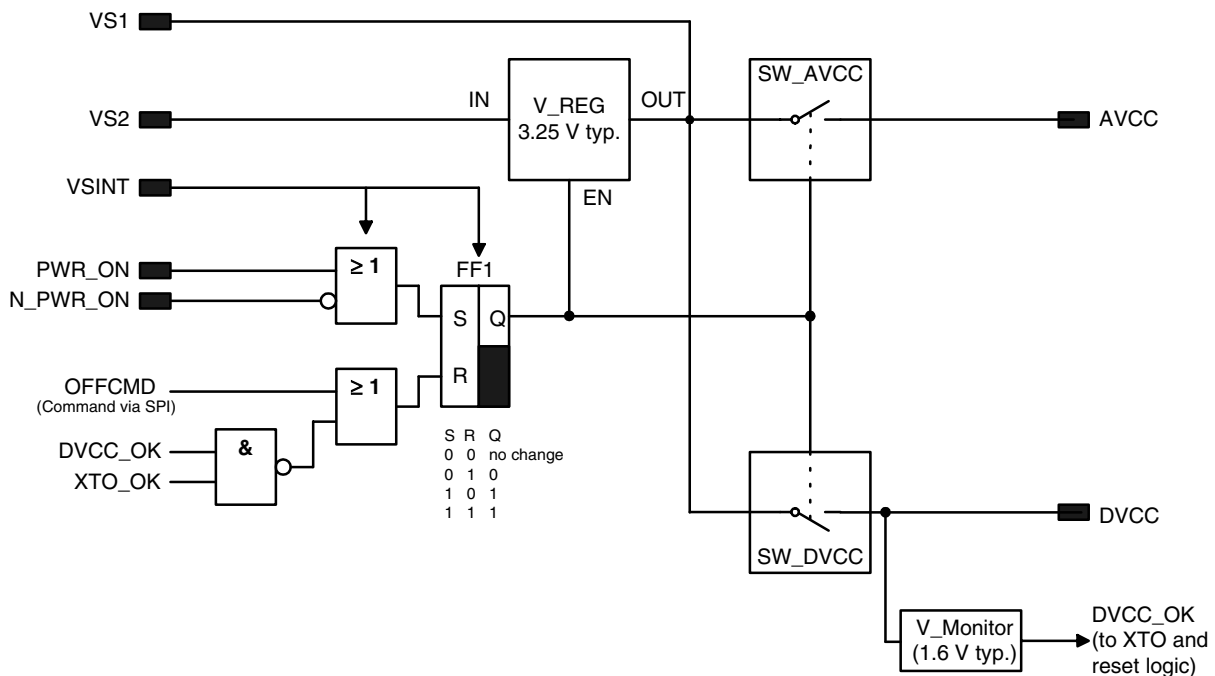 VS1
SW_AVCC
IN
V_REG
3.25 V typ.
OUT
VS2
AVCC
VSINT
EN
PWR_ON
N_PWR_ON
≥ 1
FF1
S
Q
R
OFFCMD
(Command via SPI)
≥ 1
DVCC_OK
XTO_OK
&
S R Q
0 0 no change
0 1 0
1 0 1
1 1 1
DVCC
SW_DVCC
V_Monitor
(1.6 V typ.)
DVCC_OK
(to XTO and
reset logic)